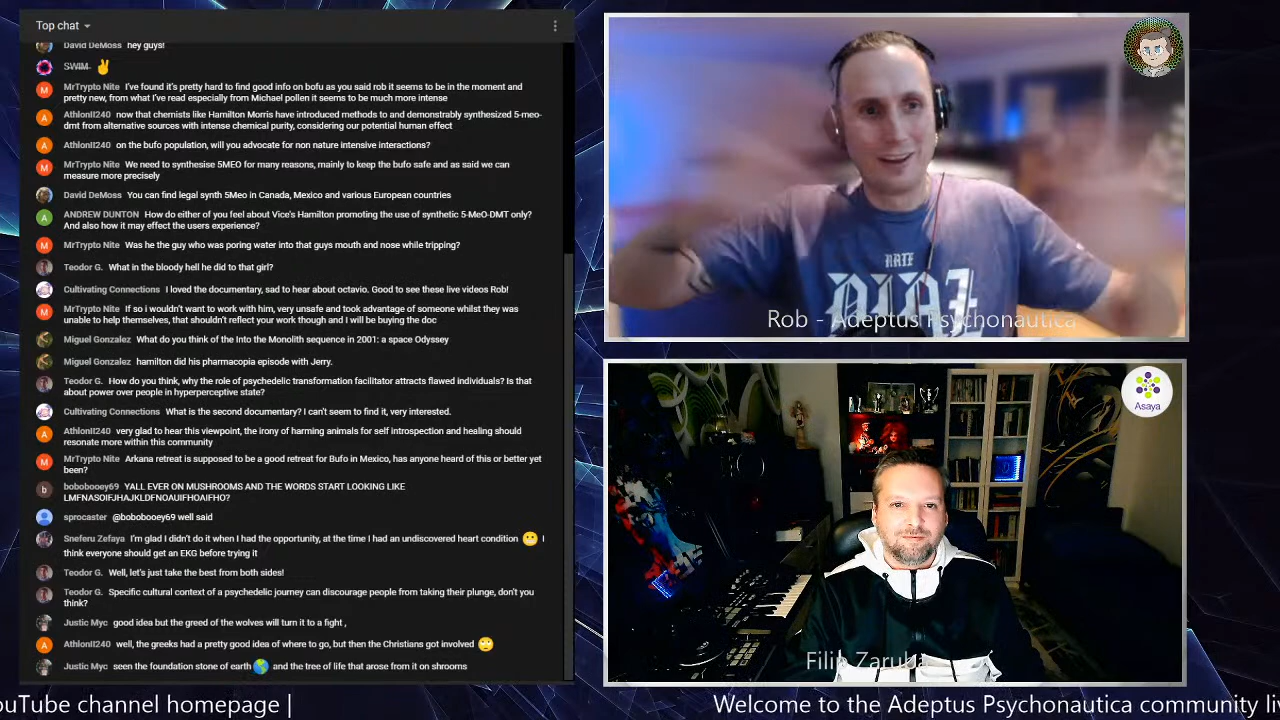 Top chat
David DeMoss hey guys!
SWIM-
MrTrypto Nite I've found it's pretty hard to find good info on bofu as you said rob it seems to be in the moment and
pretty new, from what I've read especially from Michael pollen it seems to be much more intense
AthlonII240 now that chemists like Hamilton Morris have introduced methods to and demonstrably synthesized 5-meo-
dmt from alternative sources with intense chemical purity, considering our potential human effect
AthlonII240 on the bufo population, will you advocate for non nature intensive interactions?
MrTrypto Nite We need to synthesise 5MEO for many reasons, mainly to keep the bufo safe and as said we can
measure more precisely
David DeMoss You can find legal synth 5Meo in Canada, Mexico and various European countries
ANDREW DUNTON How do either of you feel about Vice's Hamilton promoting the use of synthetic 5-MeO-DMT only?
And also how it may effect the users experience?
MrTrypto Nite Was he the guy who was poring water into that guys mouth and nose while tripping?
Teodor G. What in the bloody hell he did to that girl?
Cultivating Connections I loved the documentary, sad to hear about octavio. Good to see these live videos Rob!
MrTrypto Nite If so i wouldn't want to work with him, very unsafe and took advantage of someone whilst they was
unable to help themselves, that shouldn't reflect your work though and I will be buying the doc
Miguel Gonzalez What do you think of the Into the Monolith sequence in 2001: a space Odyssey
Miguel Gonzalez hamilton did his pharmacopia episode with Jerry.
Teodor G. How do you think, why the role of psychedelic transformation facilitator attracts flawed individuals? Is that
about power over people in hyperperceptive state?
Cultivating Connections What is the second documentary? I can't seem to find it, very interested.
AthlonII240 very glad to hear this viewpoint, the irony of harming animals for self introspection and healing should
resonate more within this community
MrTrypto Nite Arkana retreat is supposed to be a good retreat for Bufo in Mexico, has anyone heard of this or better yet
been?
bobobooey69 YALL EVER ON MUSHROOMS AND THE WORDS START LOOKING LIKE
LMFNASOIFJHAJKLDFNOAUIFHOAIFHO?
sprocaster @bobobooey69 well said
Sneferu Zefaya I'm glad I didn't do it when I had the opportunity, at the time I had an undiscovered heart condition 😬 I
think everyone should get an EKG before trying it
Teodor G. Well, let's just take the best from both sides!
Teodor G. Specific cultural context of a psychedelic journey can discourage people from taking their plunge, don't you
think?
Justic Myc good idea but the greed of the wolves will turn it to a fight ,
AthlonII240 well, the greeks had a pretty good idea of where to go, but then the Christians got involved 🙄
Justic Myc seen the foundation stone of earth 🌎 and the tree of life that arose from it on shrooms
Rob - Adeptus Psychonautica
Asaya
Filip Zaruba
ouTube channel homepage |
Welcome to the Adeptus Psychonautica community li